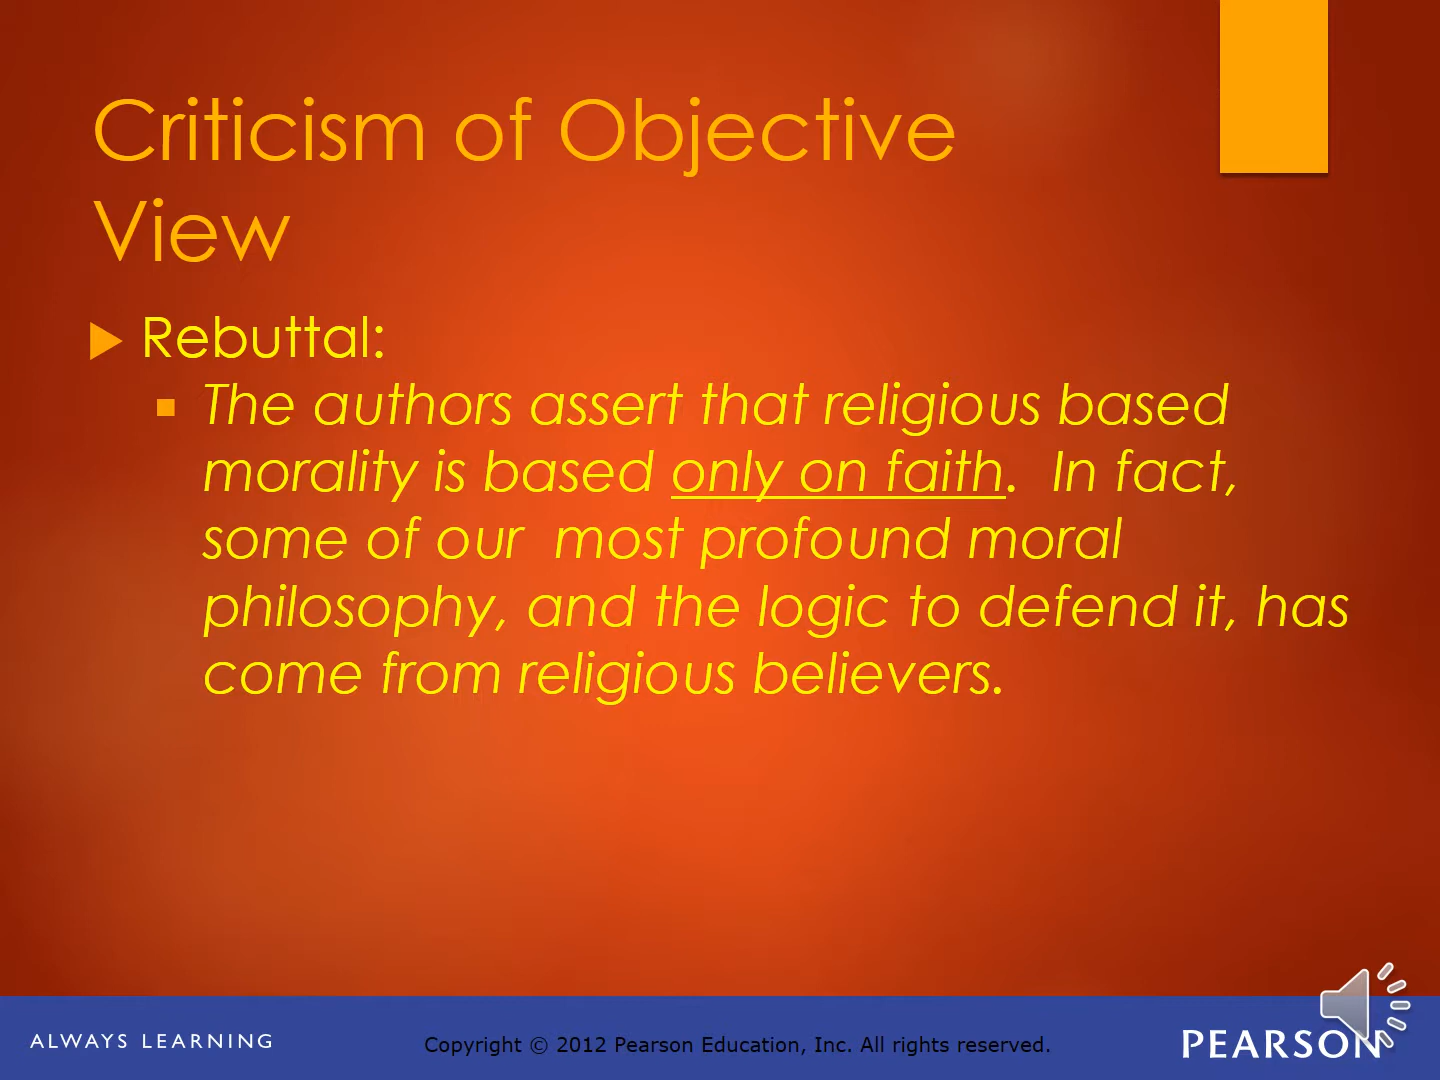 Criticism of Objective
View
Rebuttal:
The authors assert that religious based
morality is based only on faith.  In fact,
some of our  most profound moral
philosophy, and the logic to defend it, has
come from religious believers.
ALWAYS LEARNING
Copyright © 2012 Pearson Education, Inc. All rights reserved.
PEARSON